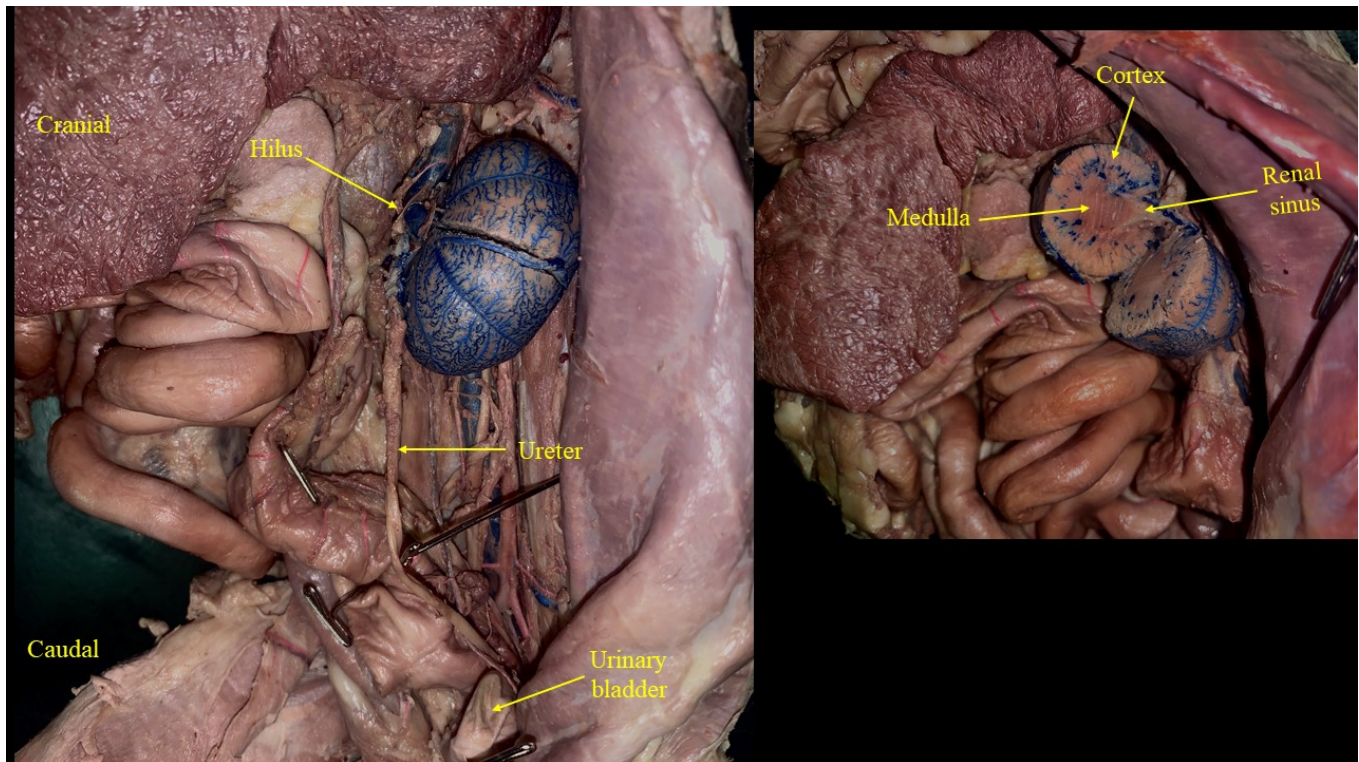 Cranial
Hilus
Ureter
Caudal
Urinary
bladder
Cortex
Renal
sinus
Medulla